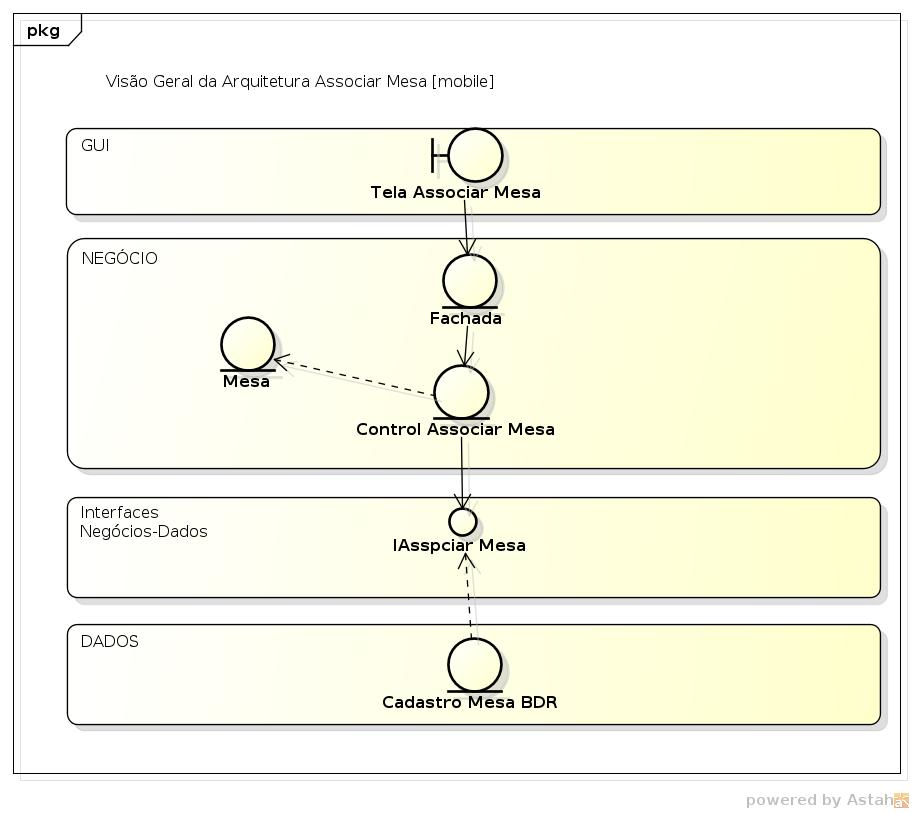 pkg
Visão Geral da Arquitetura Associar Mesa [mobile]
GUI
Tela Associar Mesa
NEGÓCIO
Fachada
Mesa
Control Associar Mesa
Interfaces
Negócios-Dados
IAsspciar Mesa
DADOS
Cadastro Mesa BDR
powered by Astah